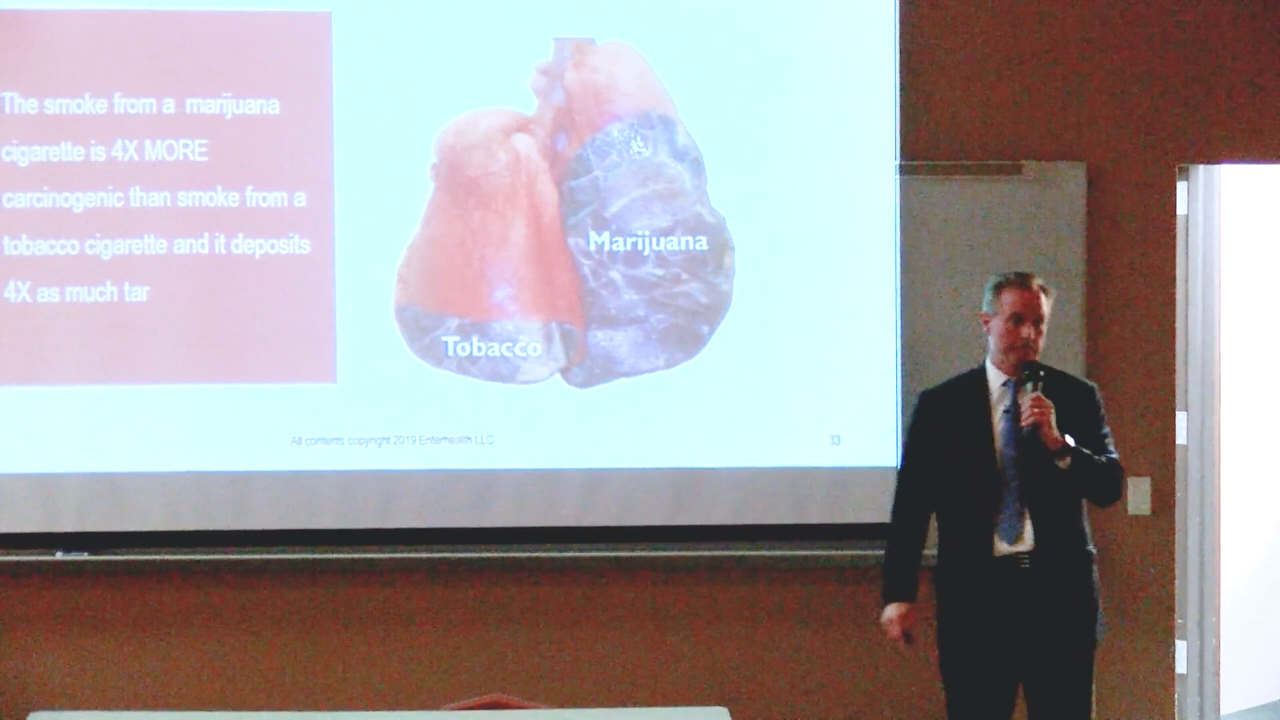 The smoke from a marijuana
cigarette is 4X MORE
carcinogenic than smoke from a
tobacco cigarette and it deposits
4X as much tar
Marijuana
Tobacco
All contents copyright 2019 Enterhealth LLC
33